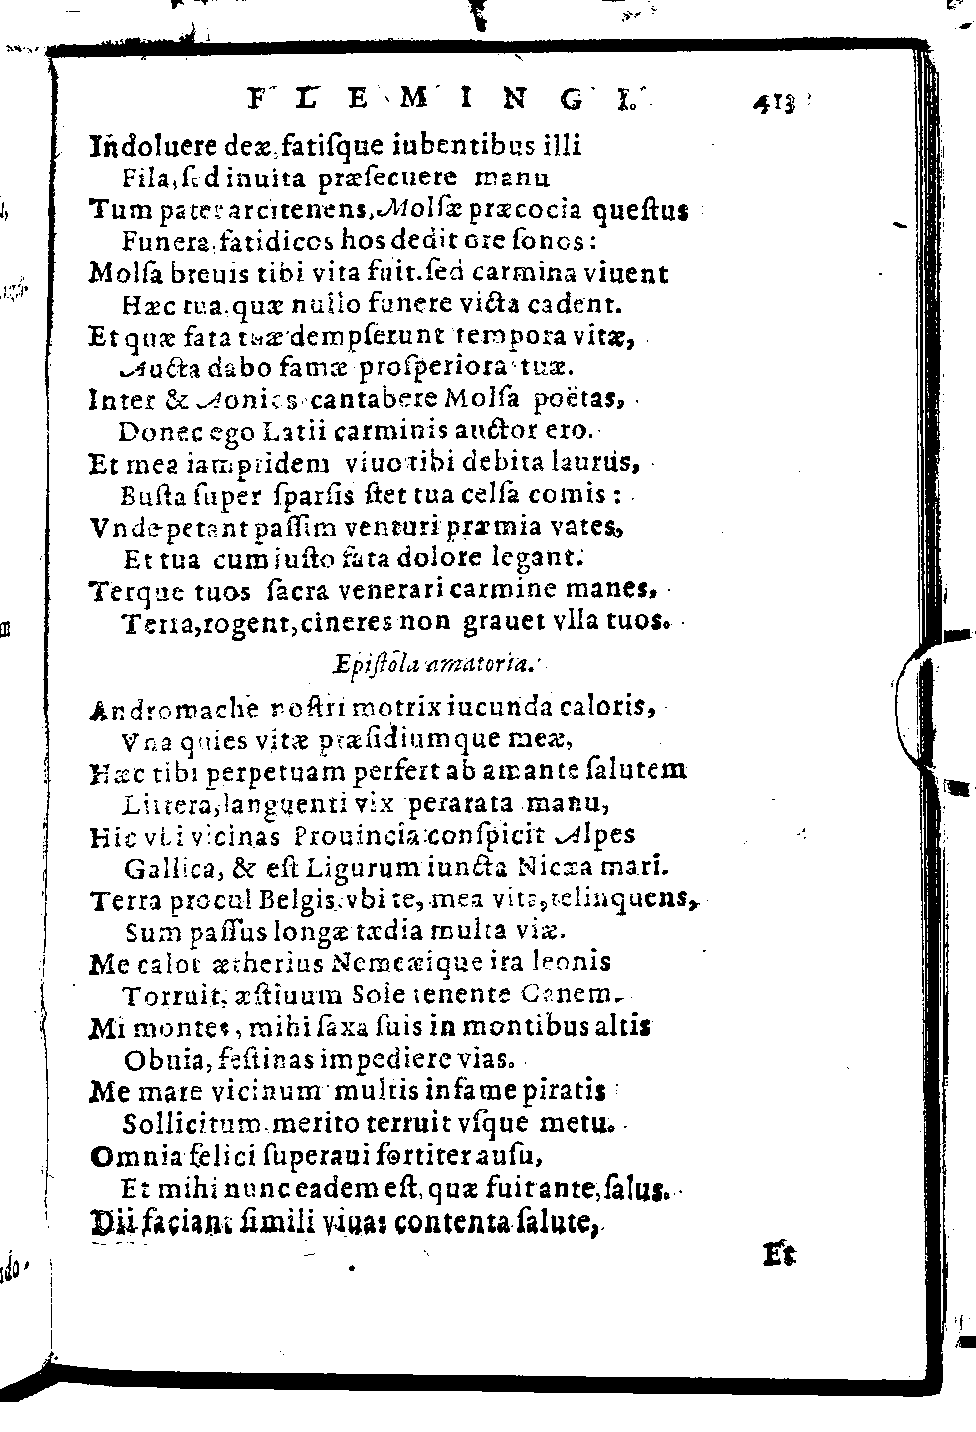 FLEMINGI. 413
Indoluere deæ, fatiſque iubentibus illi
Fila, ſed inuita præſecuere manu
Tum pater arcitenens, Molſæ præcocia queſtus
Funera, fatidicos hos dedit ore ſonos:
Molſa breuis tibi vita fuit. ſed carmina viuent
Hæc tua, quæ nullo funere victa cadent.
Et quæ fata tuæ dempſerunt tempora vitæ,
Aucta dabo famæ proſperiora tuæ.
Inter & Aonios cantabere Molſa poëtas,
Donec ego Latii carminis auctor ero.
Et mea iampridem viuo tibi debita laurus,
Buſta ſuper ſparſis ſtet tua celſa comis:
Vnde petant paſſim venturi præmia vates,
Et tua cum iuſto fata dolore legant.
Terque tuos ſacra venerari carmine manes,
Terra, rogent, cineres non grauet vlla tuos.
Epiſtola amatoria.
Andromache noſtri motrix iucunda caloris,
Vna quies vitæ præſidiumque meæ,
Hæc tibi perpetuam perfert ab amante ſalutem
Littera, languenti vix perarata manu,
Hic vbi vicinas Prouincia conſpicit Alpes
Gallica, & eſt Ligurum iuncta Nicæa mari.
Terra procul Belgis, vbi te, mea vita, relinquens,
Sum paſſus longæ tædia multa viæ.
Me calor ætherius Nemeæique ira leonis
Torruit, æſtiuum Sole tenente Canem.
Mi montes, mihi ſaxa ſuis in montibus altis
Obuia, feſtinas impediere vias.
Me mare vicinum multis infame piratis
Sollicitum merito terruit vſque metu.
Omnia felici ſuperaui fortiter auſu,
Et mihi nunc eadem eſt, quæ fuit ante, ſalus.
Dii faciant ſimili viuas contenta ſalute,
Et